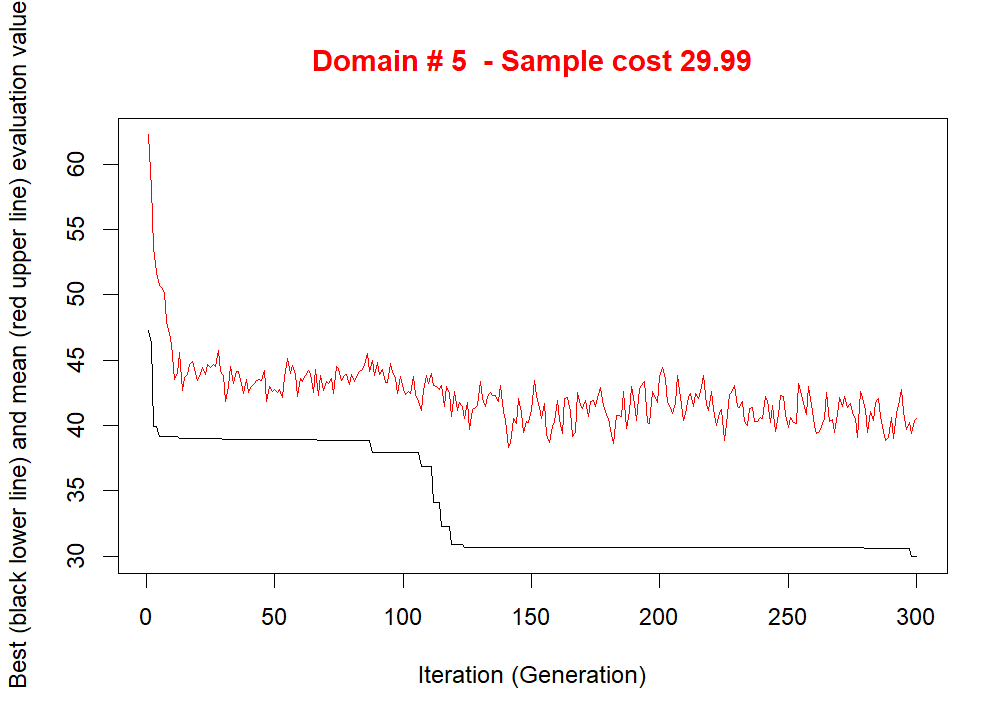 Domain # 5  - Sample cost 29.99
Best (black lower line) and mean (red upper line) evaluation value
60
55
50
45
40
35
30
0 50 100 150 200 250 300
Iteration (Generation)